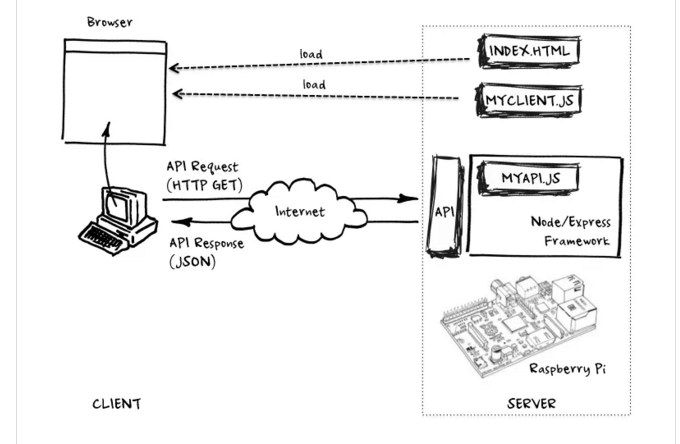 Browser
load
INDEX.HTML
load
MYCLIENT.JS
API Request
(HTTP GET)
Internet
API Response
(JSON)
API
MYAPI.JS
Node/Express
Framework
Raspberry Pi
CLIENT
SERVER